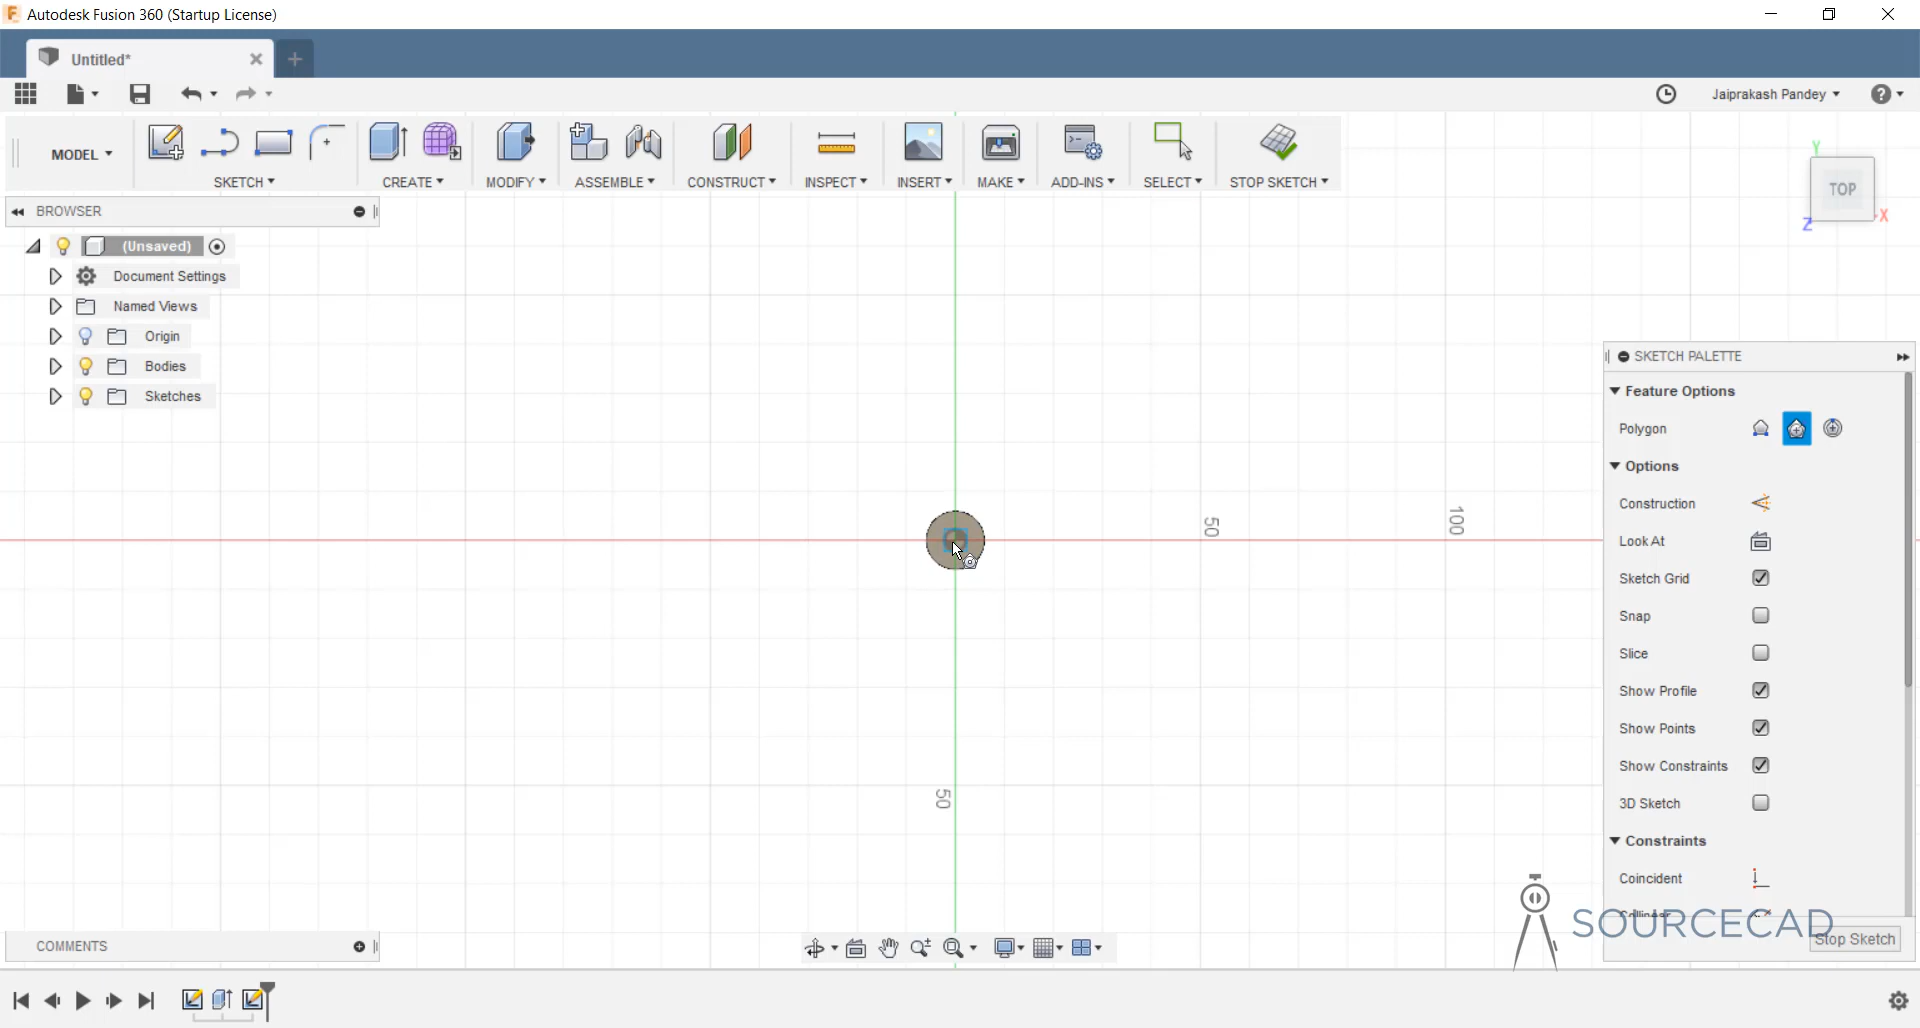 Autodesk Fusion 360 (Startup License)
Untitled*
Jaiprakash Pandey
MODEL
SKETCH
CREATE
MODIFY
ASSEMBLE
CONSTRUCT
INSPECT
INSERT
MAKE
ADD-INS
SELECT
STOP SKETCH
Y
TOP
X
Z
BROWSER
(Unsaved)
Document Settings
Named Views
Origin
Bodies
Sketches
50
100
50
SKETCH PALETTE
Feature Options
Polygon
Options
Construction
Look At
Sketch Grid
Snap
Slice
Show Profile
Show Points
Show Constraints
3D Sketch
Constraints
Coincident
Collinear
SOURCECAD
Stop Sketch
COMMENTS